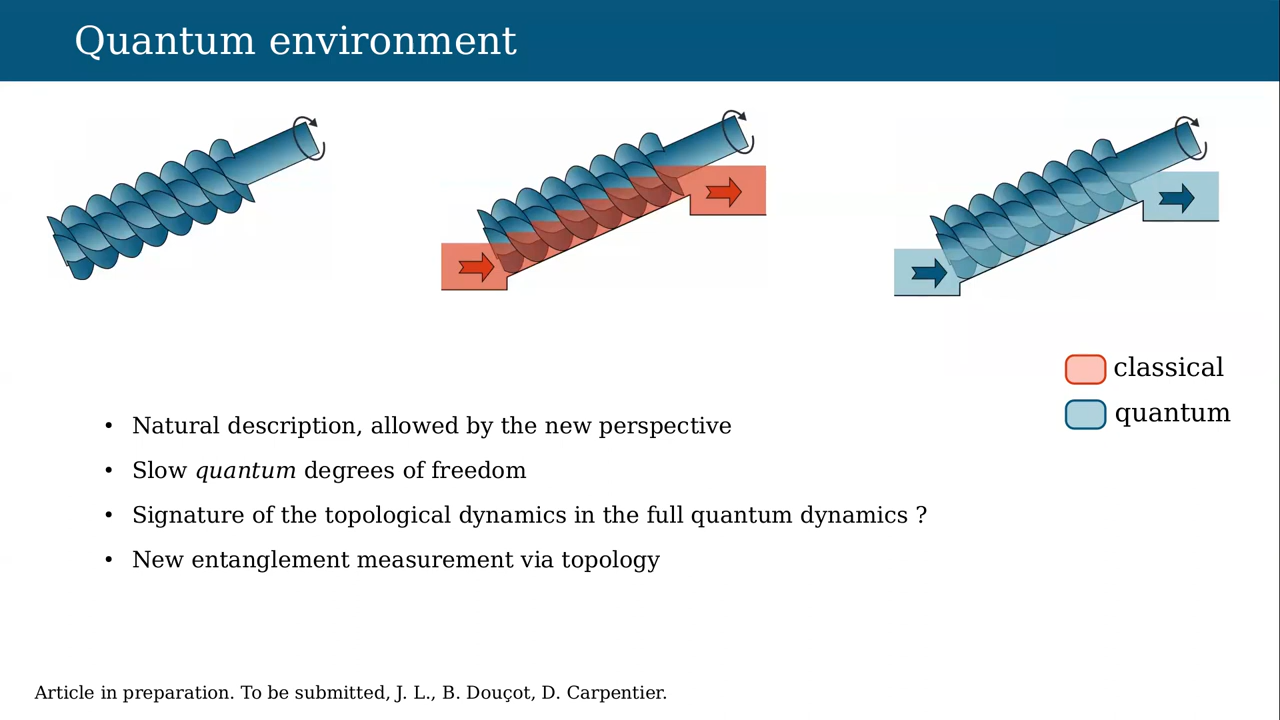 Quantum environment
classical
quantum
• Natural description, allowed by the new perspective
• Slow quantum degrees of freedom
• Signature of the topological dynamics in the full quantum dynamics ?
• New entanglement measurement via topology
Article in preparation. To be submitted, J. L., B. Douçot, D. Carpentier.